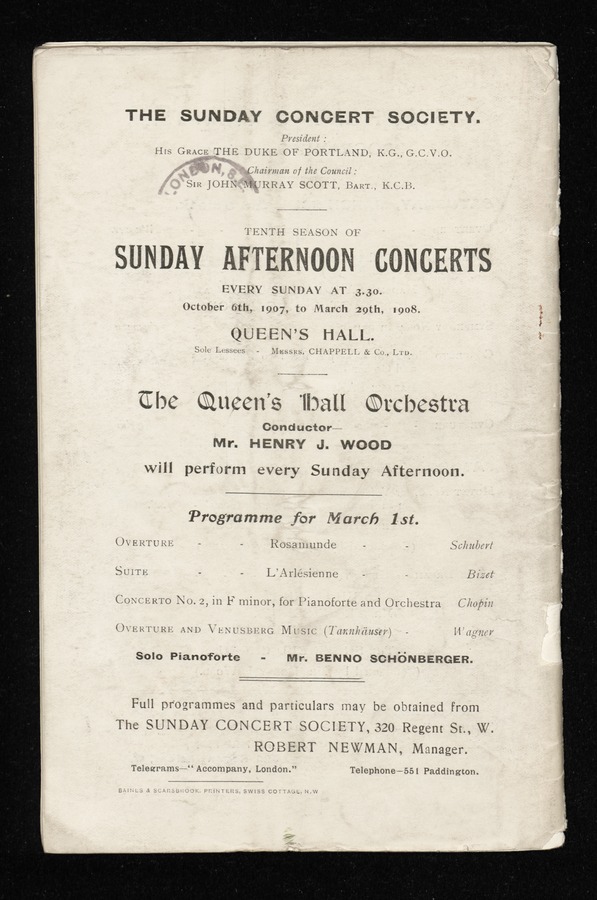 THE SUNDAY CONCERT SOCIETY.
President :
HIS GRACE THE DUKE OF PORTLAND, K.G., G.C.V.O.
Chairman of the Council :
SIR JOHN MURRAY SCOTT, BART., K.C.B.
LONDON, S.E.
TENTH SEASON OF
SUNDAY AFTERNOON CONCERTS
EVERY SUNDAY AT 3.30.
October 6th, 1907, to March 29th, 1908.
QUEEN'S HALL.
Sole Lessees - MESSRS. CHAPPELL & Co., LTD.
The Queen's Hall Orchestra
Conductor—
Mr. HENRY J. WOOD
will perform every Sunday Afternoon.
Programme for March 1st.
OVERTURE - - Rosamunde - - Schubert
SUITE - - L'Arlésienne - - Bizet
CONCERTO No. 2, in F minor, for Pianoforte and Orchestra Chopin
OVERTURE AND VENUSBERG MUSIC (Tannhäuser) - Wagner
Solo Pianoforte - Mr. BENNO SCHÖNBERGER.
Full programmes and particulars may be obtained from
The SUNDAY CONCERT SOCIETY, 320 Regent St., W.
ROBERT NEWMAN, Manager.
Telegrams—"Accompany, London." Telephone—551 Paddington.
BAINES & SCARSBROOK, PRINTERS, SWISS COTTAGE, N.W